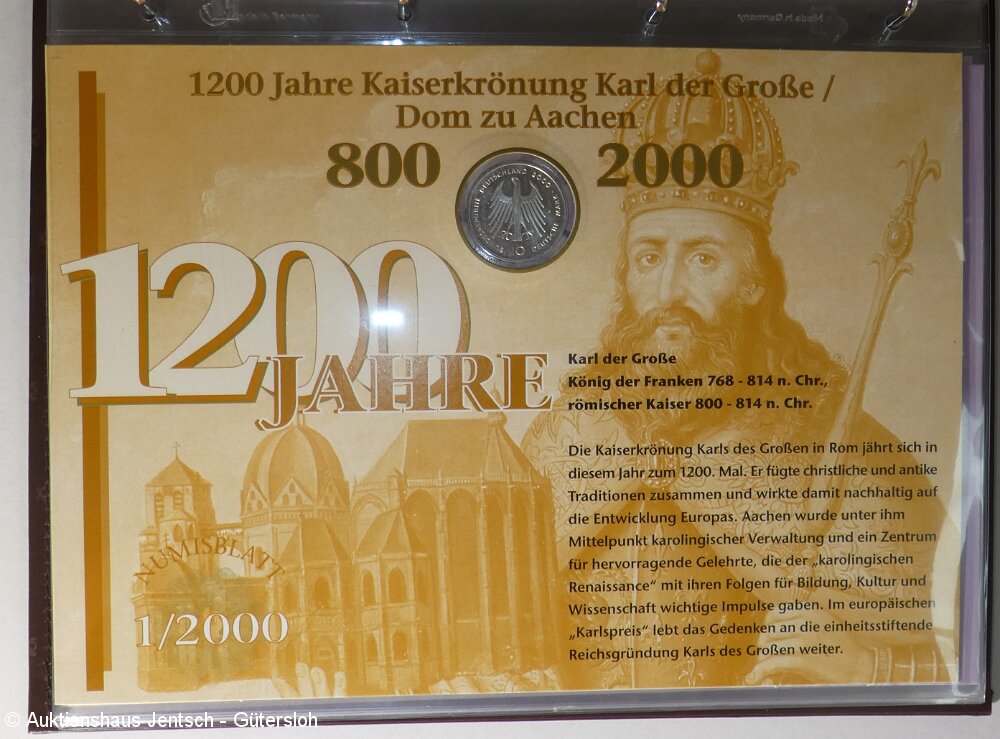 Made in Germany
1200 Jahre Kaiserkrönung Karl der Große /
Dom zu Aachen
800 2000
BUNDESREPUBLIK DEUTSCHLAND 2000
10
DEUTSCHE MARK
1200
JAHRE
Karl der Große
König der Franken 768 - 814 n. Chr.,
römischer Kaiser 800 - 814 n. Chr.
Die Kaiserkrönung Karls des Großen in Rom jährt sich in
diesem Jahr zum 1200. Mal. Er fügte christliche und antike
Traditionen zusammen und wirkte damit nachhaltig auf
die Entwicklung Europas. Aachen wurde unter ihm
Mittelpunkt karolingischer Verwaltung und ein Zentrum
für hervorragende Gelehrte, die der „karolingischen
Renaissance“ mit ihren Folgen für Bildung, Kultur und
Wissenschaft wichtige Impulse gaben. Im europäischen
„Karlspreis“ lebt das Gedenken an die einheitsstiftende
Reichsgründung Karls des Großen weiter.
NUMISBLATT
1/2000
© Auktionshaus Jentsch - Gütersloh